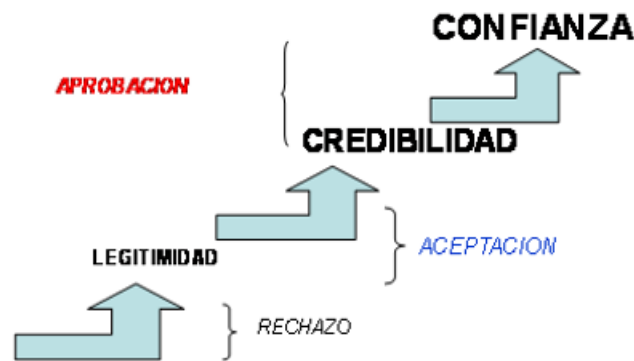 CONFIANZA
APROBACION
CREDIBILIDAD
ACEPTACION
LEGITIMIDAD
RECHAZO